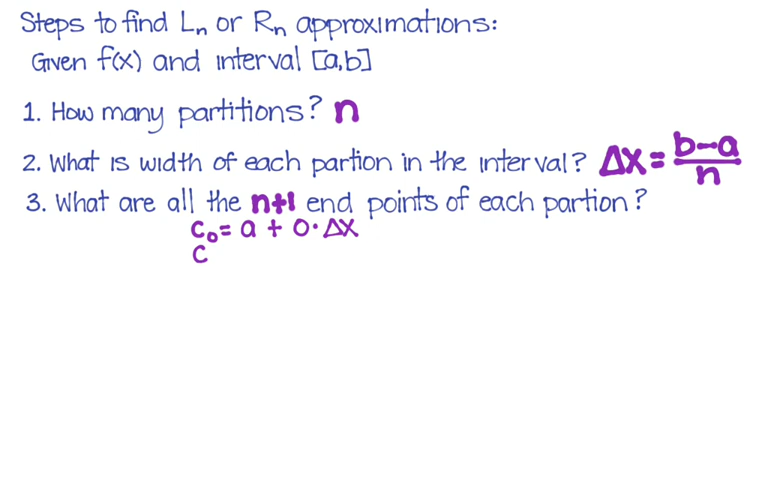 Steps to find Lₙ or Rₙ approximations:
Given f(x) and interval [a,b]
1. How many partitions? n
2. What is width of each partion in the interval? Δx = b-a/n
3. What are all the n+1 end points of each partion?
c₀ = a + 0·Δx
c